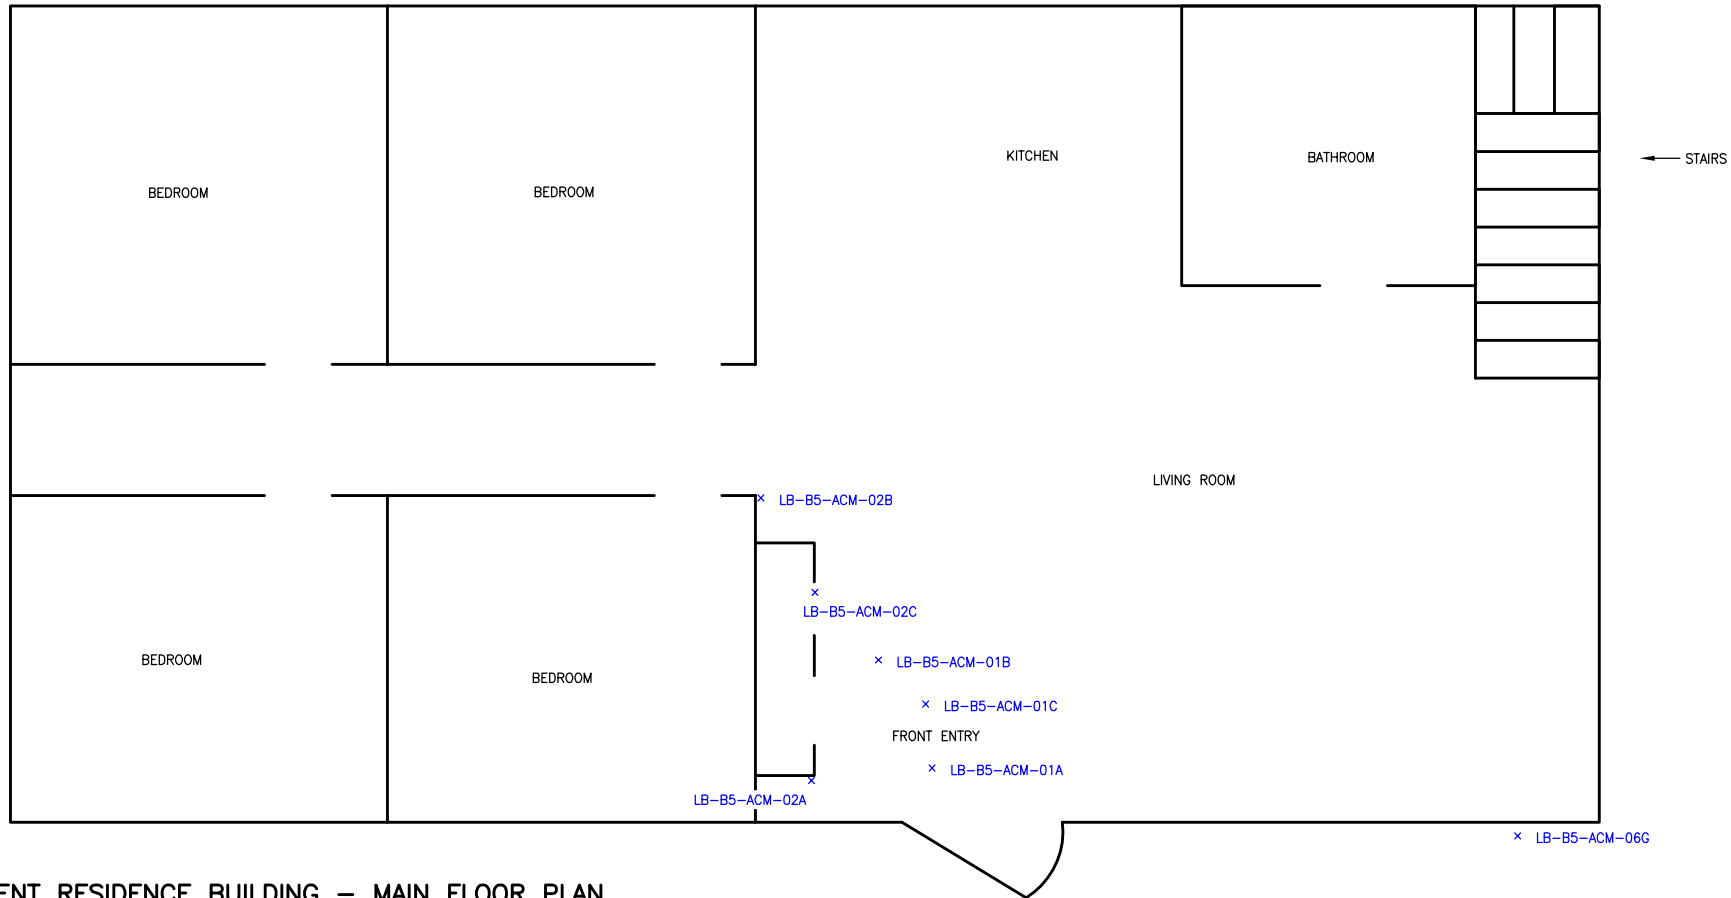 KITCHEN
BATHROOM
STAIRS
BEDROOM
BEDROOM
LIVING ROOM
LB-B5-ACM-02B
LB-B5-ACM-02C
BEDROOM
LB-B5-ACM-01B
BEDROOM
LB-B5-ACM-01C
FRONT ENTRY
LB-B5-ACM-01A
LB-B5-ACM-02A
LB-B5-ACM-06G
RESIDENCE BUILDING – MAIN FLOOR PLAN